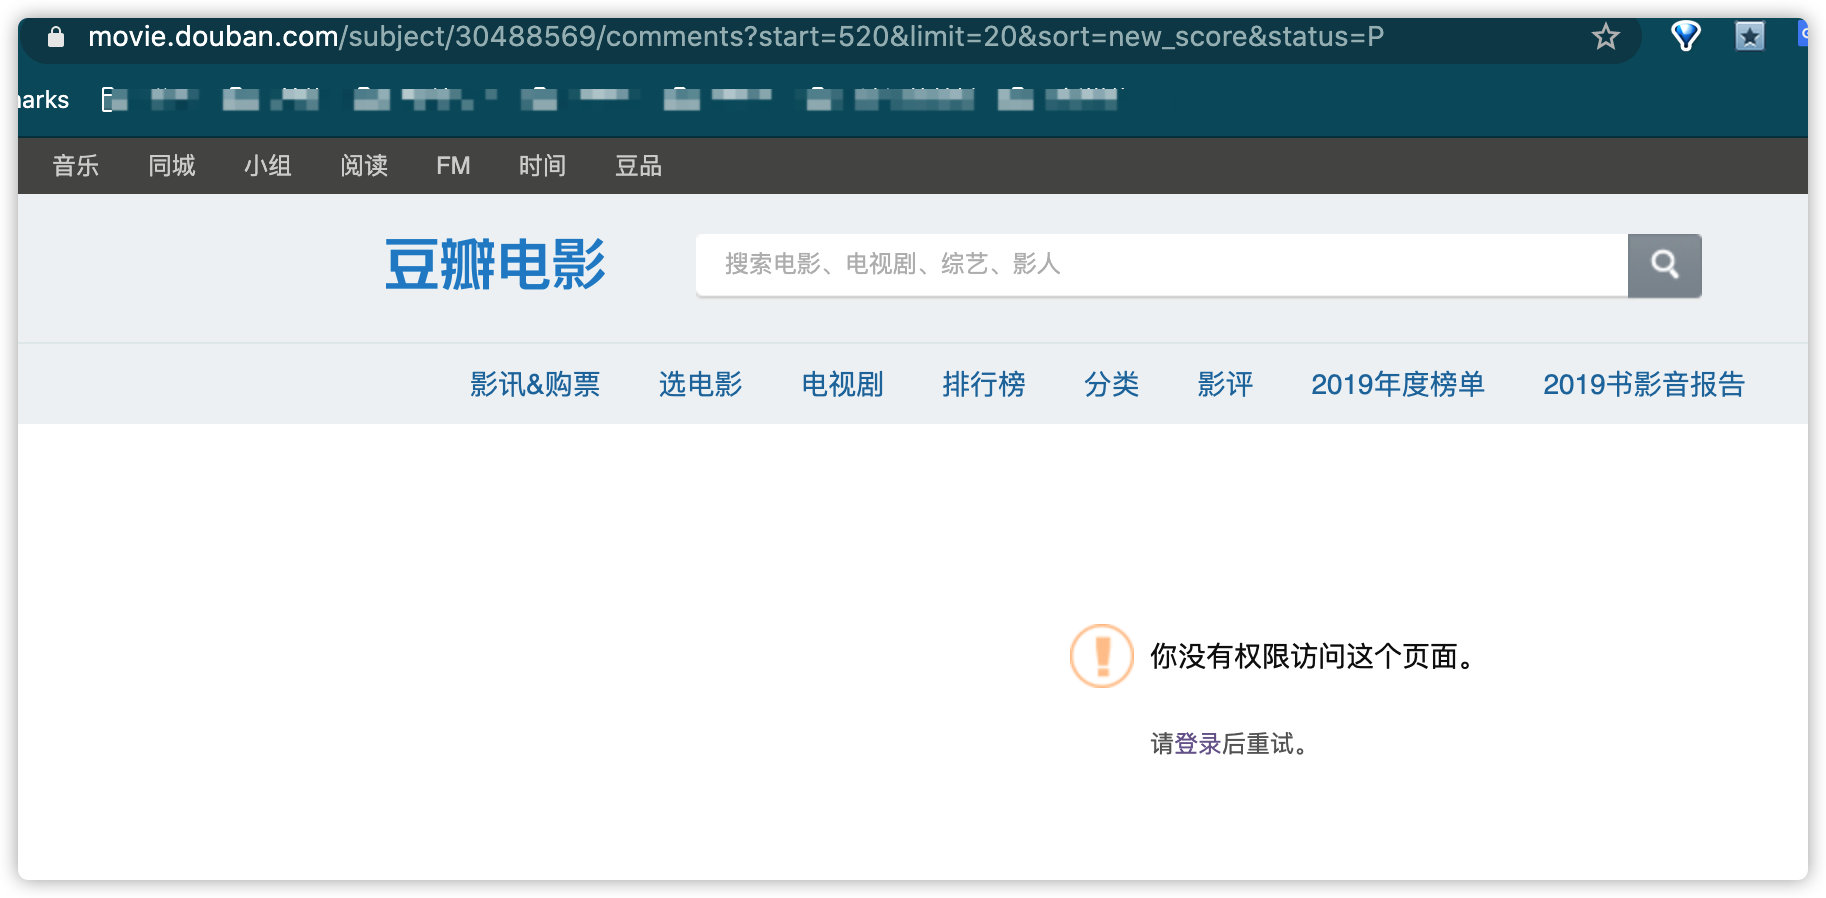 movie.douban.com/subject/30488569/comments?start=520&limit=20&sort=new_score&status=P
arks
音乐 同城 小组 阅读 FM 时间 豆品
豆瓣电影 搜索电影、电视剧、综艺、影人
影讯&购票 选电影 电视剧 排行榜 分类 影评 2019年度榜单 2019书影音报告
你没有权限访问这个页面。
请登录后重试。